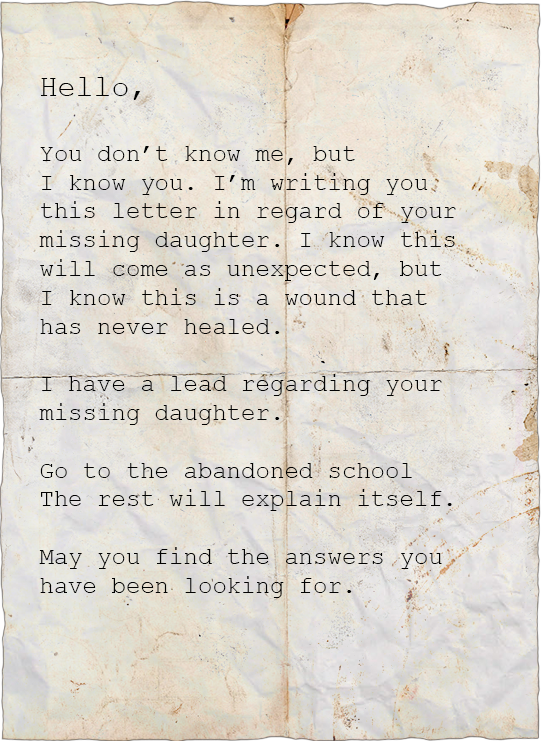 Hello,
You don’t know me, but
I know you. I’m writing you
this letter in regard of your
missing daughter. I know this
will come as unexpected, but
I know this is a wound that
has never healed.
I have a lead regarding your
missing daughter.
Go to the abandoned school
The rest will explain itself.
May you find the answers you
have been looking for.